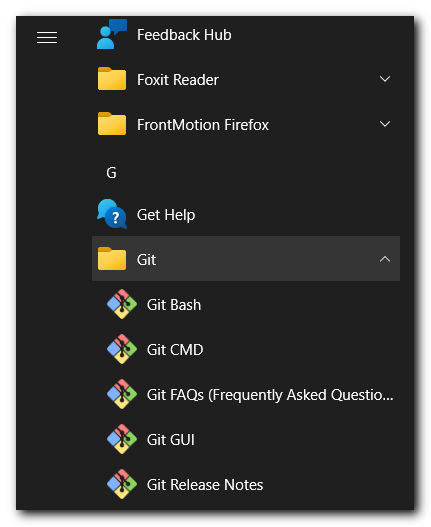 Feedback Hub
Foxit Reader
FrontMotion Firefox
G
Get Help
Git
Git Bash
Git CMD
Git FAQs (Frequently Asked Questio...
Git GUI
Git Release Notes